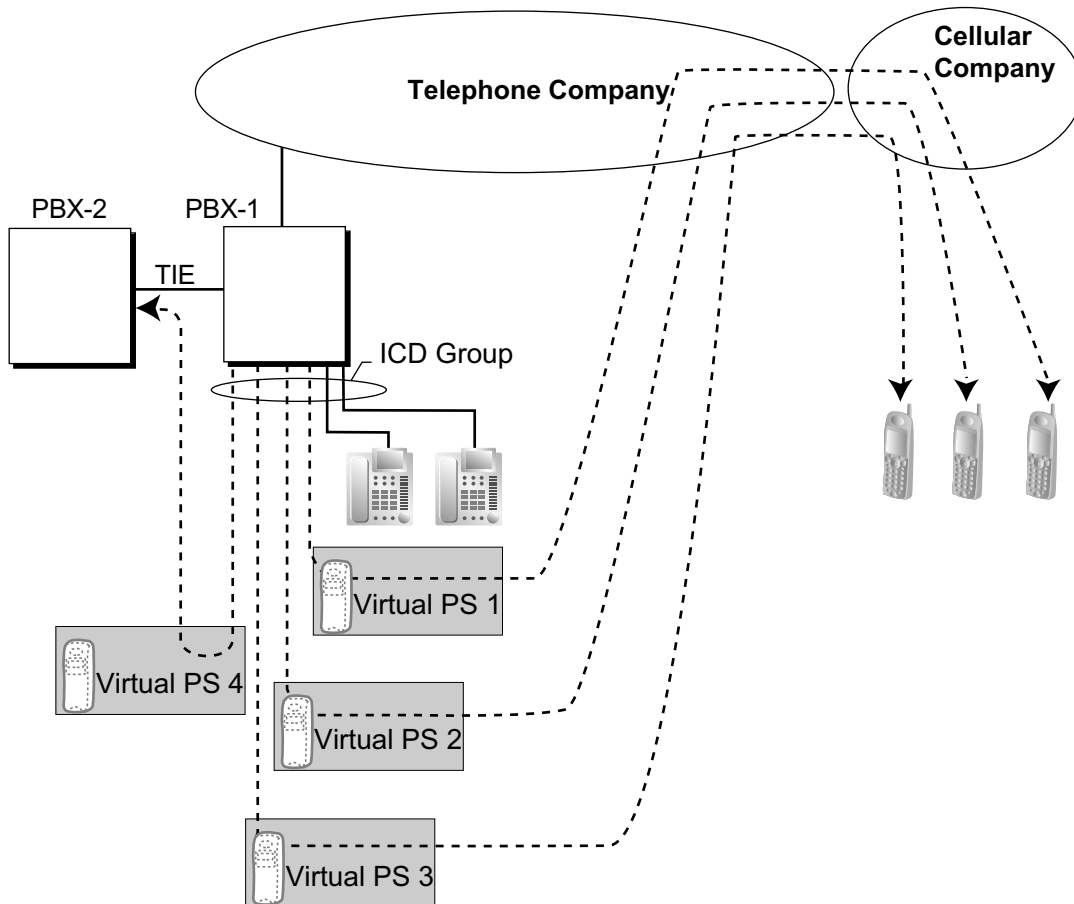 Cellular
Company
Telephone Company
PBX-2
PBX-1
TIE
ICD Group
Virtual PS 1
Virtual PS 4
Virtual PS 2
Virtual PS 3